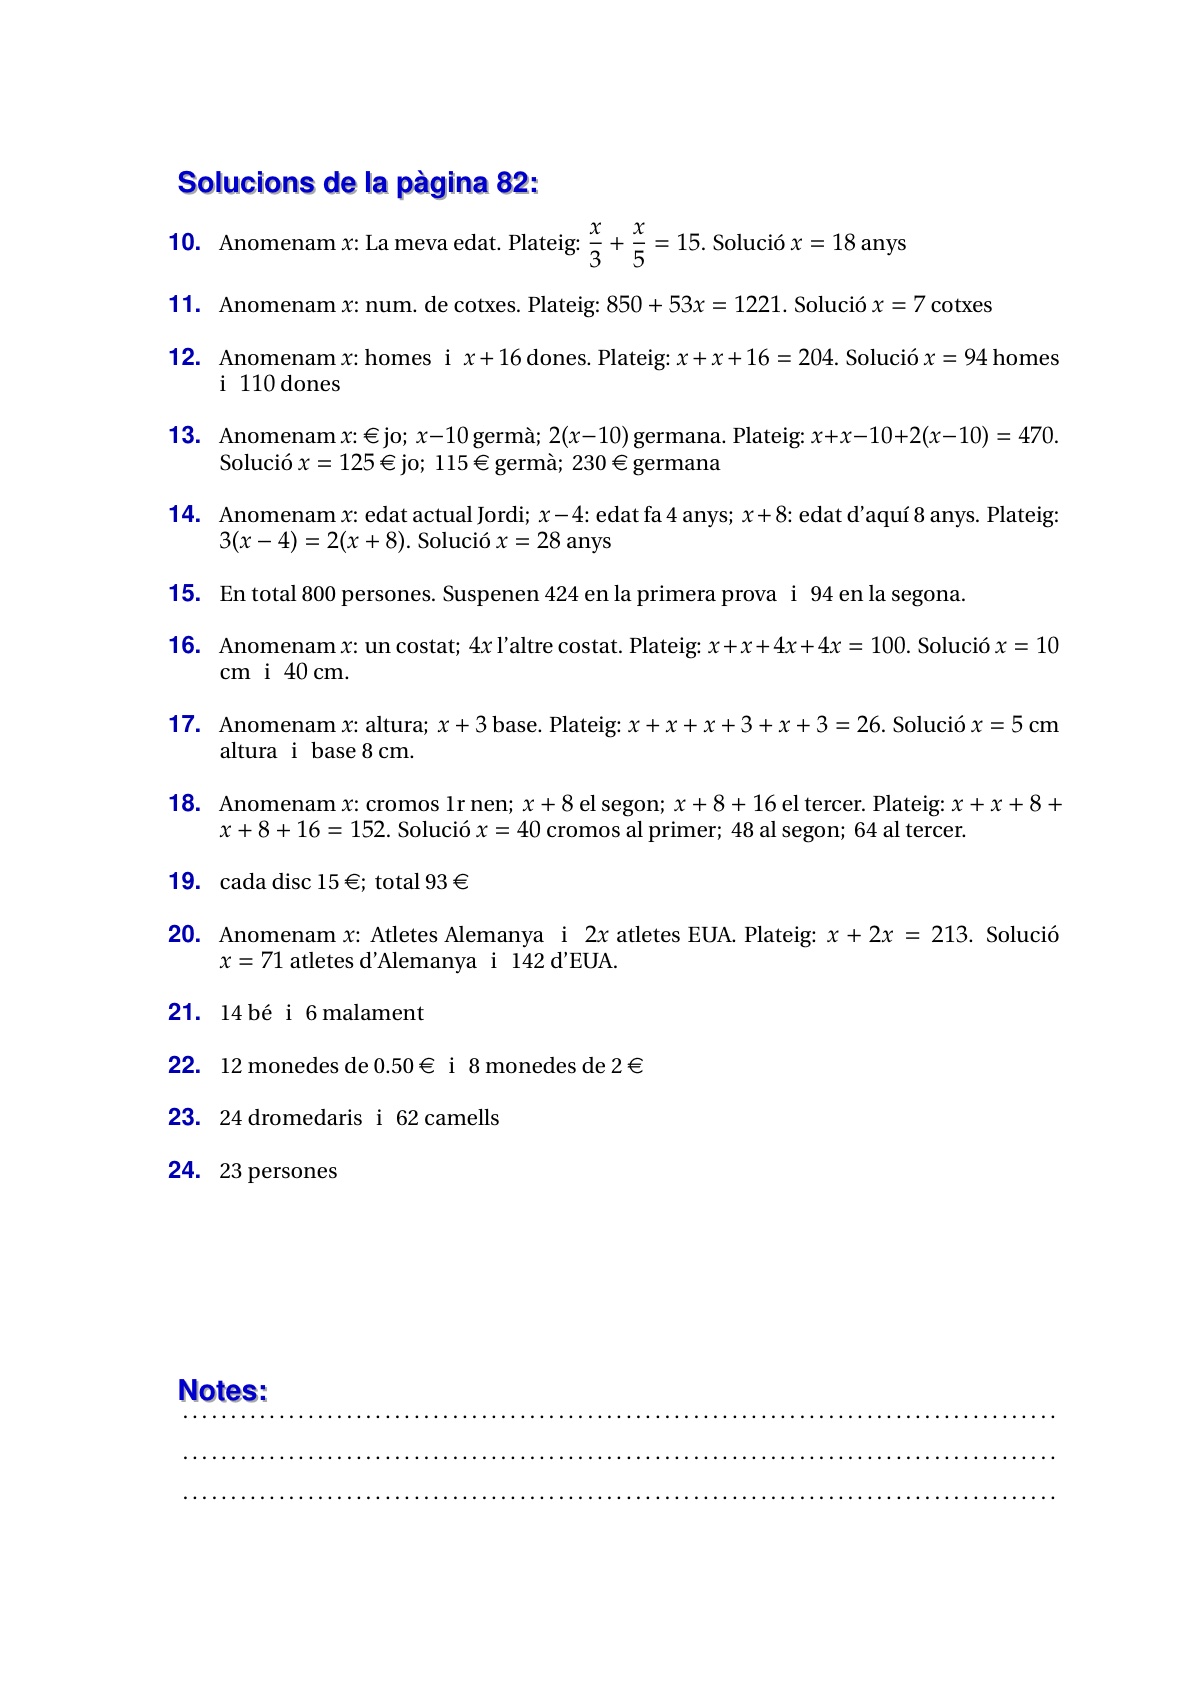 Solucions de la pàgina 82:
10. Anomenam x: La meva edat. Plateig: x/3 + x/5 = 15. Solució x = 18 anys
11. Anomenam x: num. de cotxes. Plateig: 850 + 53x = 1221. Solució x = 7 cotxes
12. Anomenam x: homes i x + 16 dones. Plateig: x + x + 16 = 204. Solució x = 94 homes
i 110 dones
13. Anomenam x: € jo; x−10 germà; 2(x−10) germana. Plateig: x+x−10+2(x−10) = 470.
Solució x = 125 € jo; 115 € germà; 230 € germana
14. Anomenam x: edat actual Jordi; x − 4: edat fa 4 anys; x + 8: edat d'aquí 8 anys. Plateig:
3(x − 4) = 2(x + 8). Solució x = 28 anys
15. En total 800 persones. Suspenen 424 en la primera prova i 94 en la segona.
16. Anomenam x: un costat; 4x l'altre costat. Plateig: x + x + 4x + 4x = 100. Solució x = 10
cm i 40 cm.
17. Anomenam x: altura; x + 3 base. Plateig: x + x + x + 3 + x + 3 = 26. Solució x = 5 cm
altura i base 8 cm.
18. Anomenam x: cromos 1r nen; x + 8 el segon; x + 8 + 16 el tercer. Plateig: x + x + 8 +
x + 8 + 16 = 152. Solució x = 40 cromos al primer; 48 al segon; 64 al tercer.
19. cada disc 15 €; total 93 €
20. Anomenam x: Atletes Alemanya i 2x atletes EUA. Plateig: x + 2x = 213. Solució
x = 71 atletes d'Alemanya i 142 d'EUA.
21. 14 bé i 6 malament
22. 12 monedes de 0.50 € i 8 monedes de 2 €
23. 24 dromedaris i 62 camells
24. 23 persones
Notes: